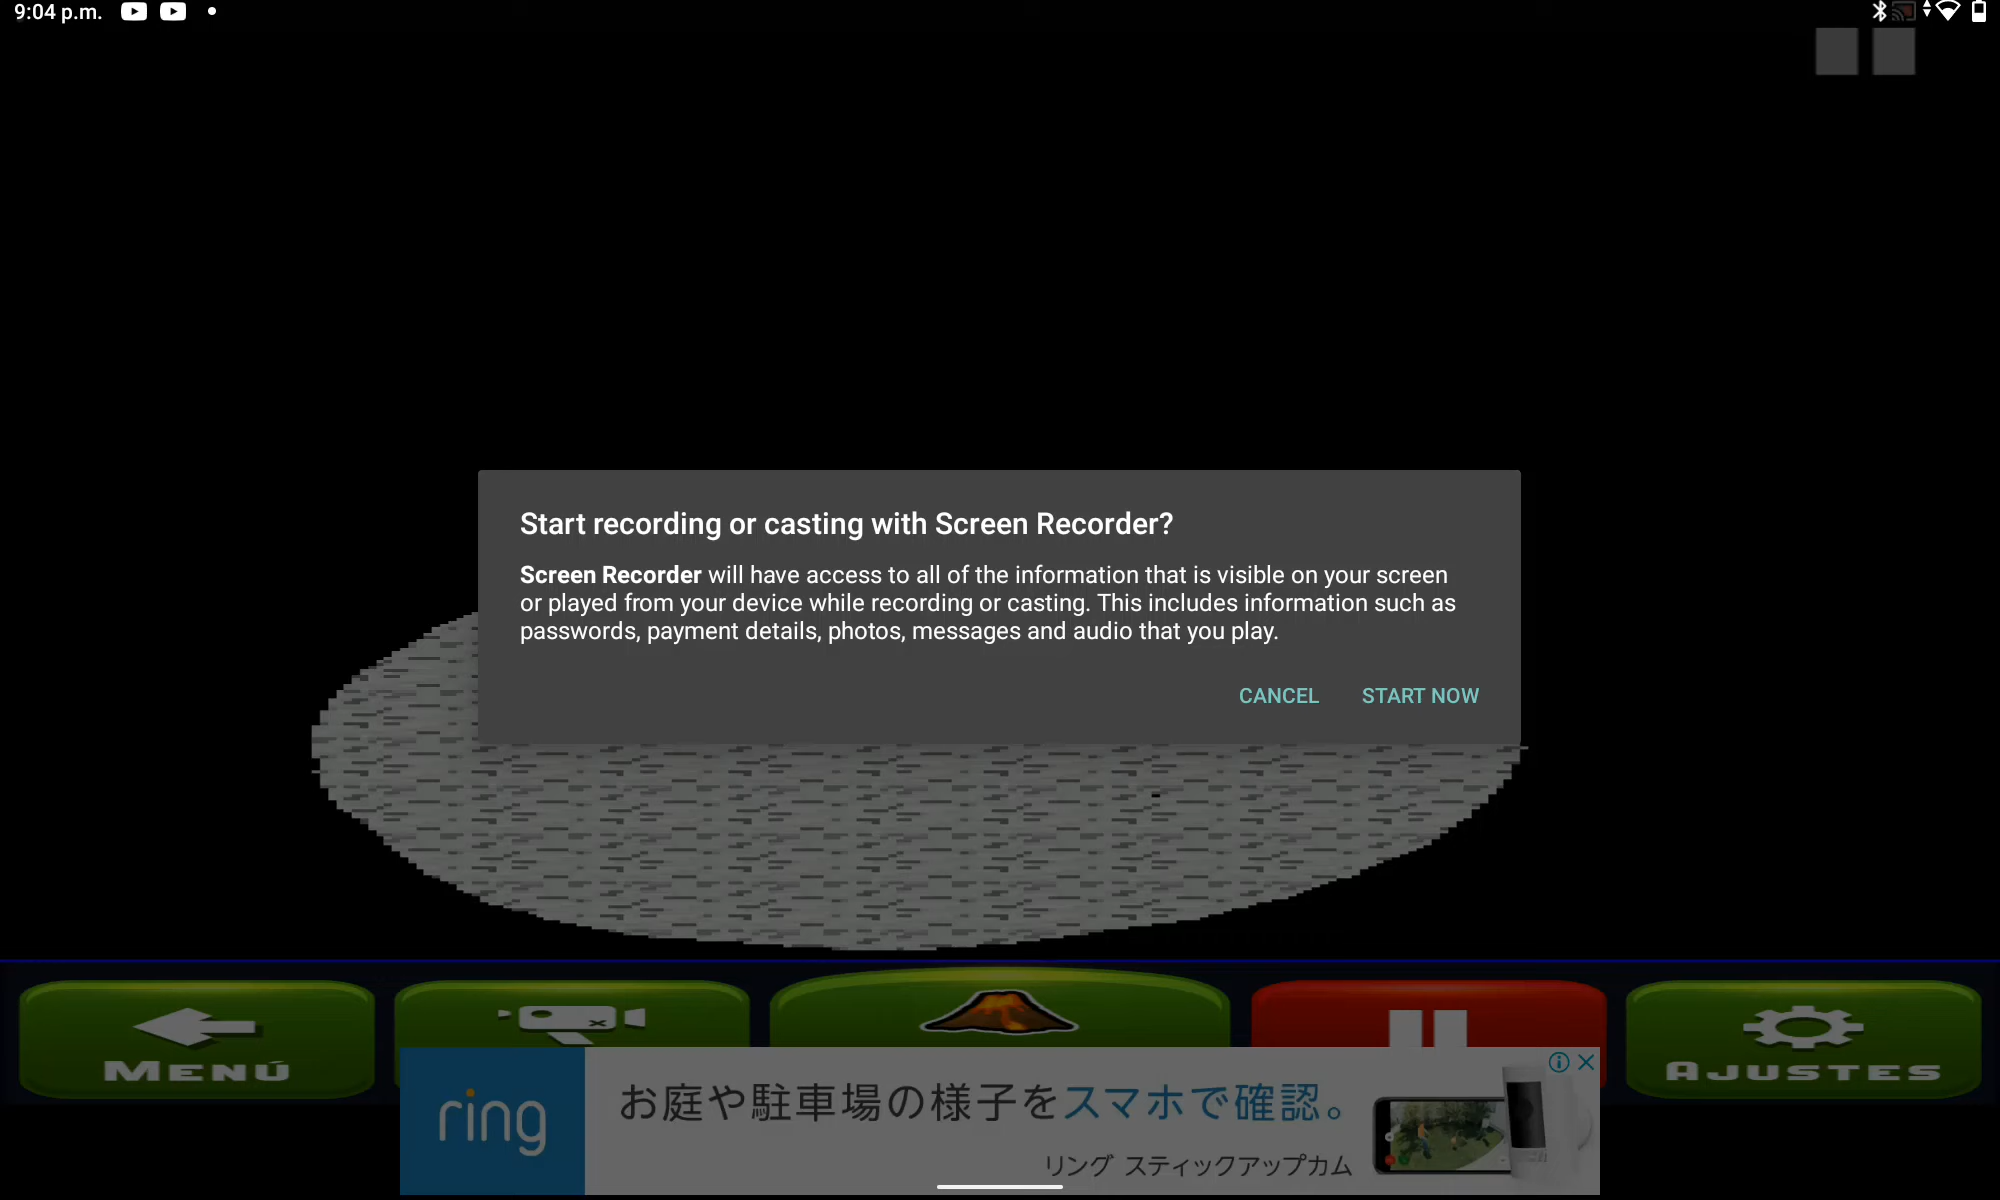 9:04 p.m.
Start recording or casting with Screen Recorder?
Screen Recorder will have access to all of the information that is visible on your screen
or played from your device while recording or casting. This includes information such as
passwords, payment details, photos, messages and audio that you play.
CANCEL START NOW
MENÚ
AJUSTES
ring
お庭や駐車場の様子をスマホで確認。
リング スティックアップカム